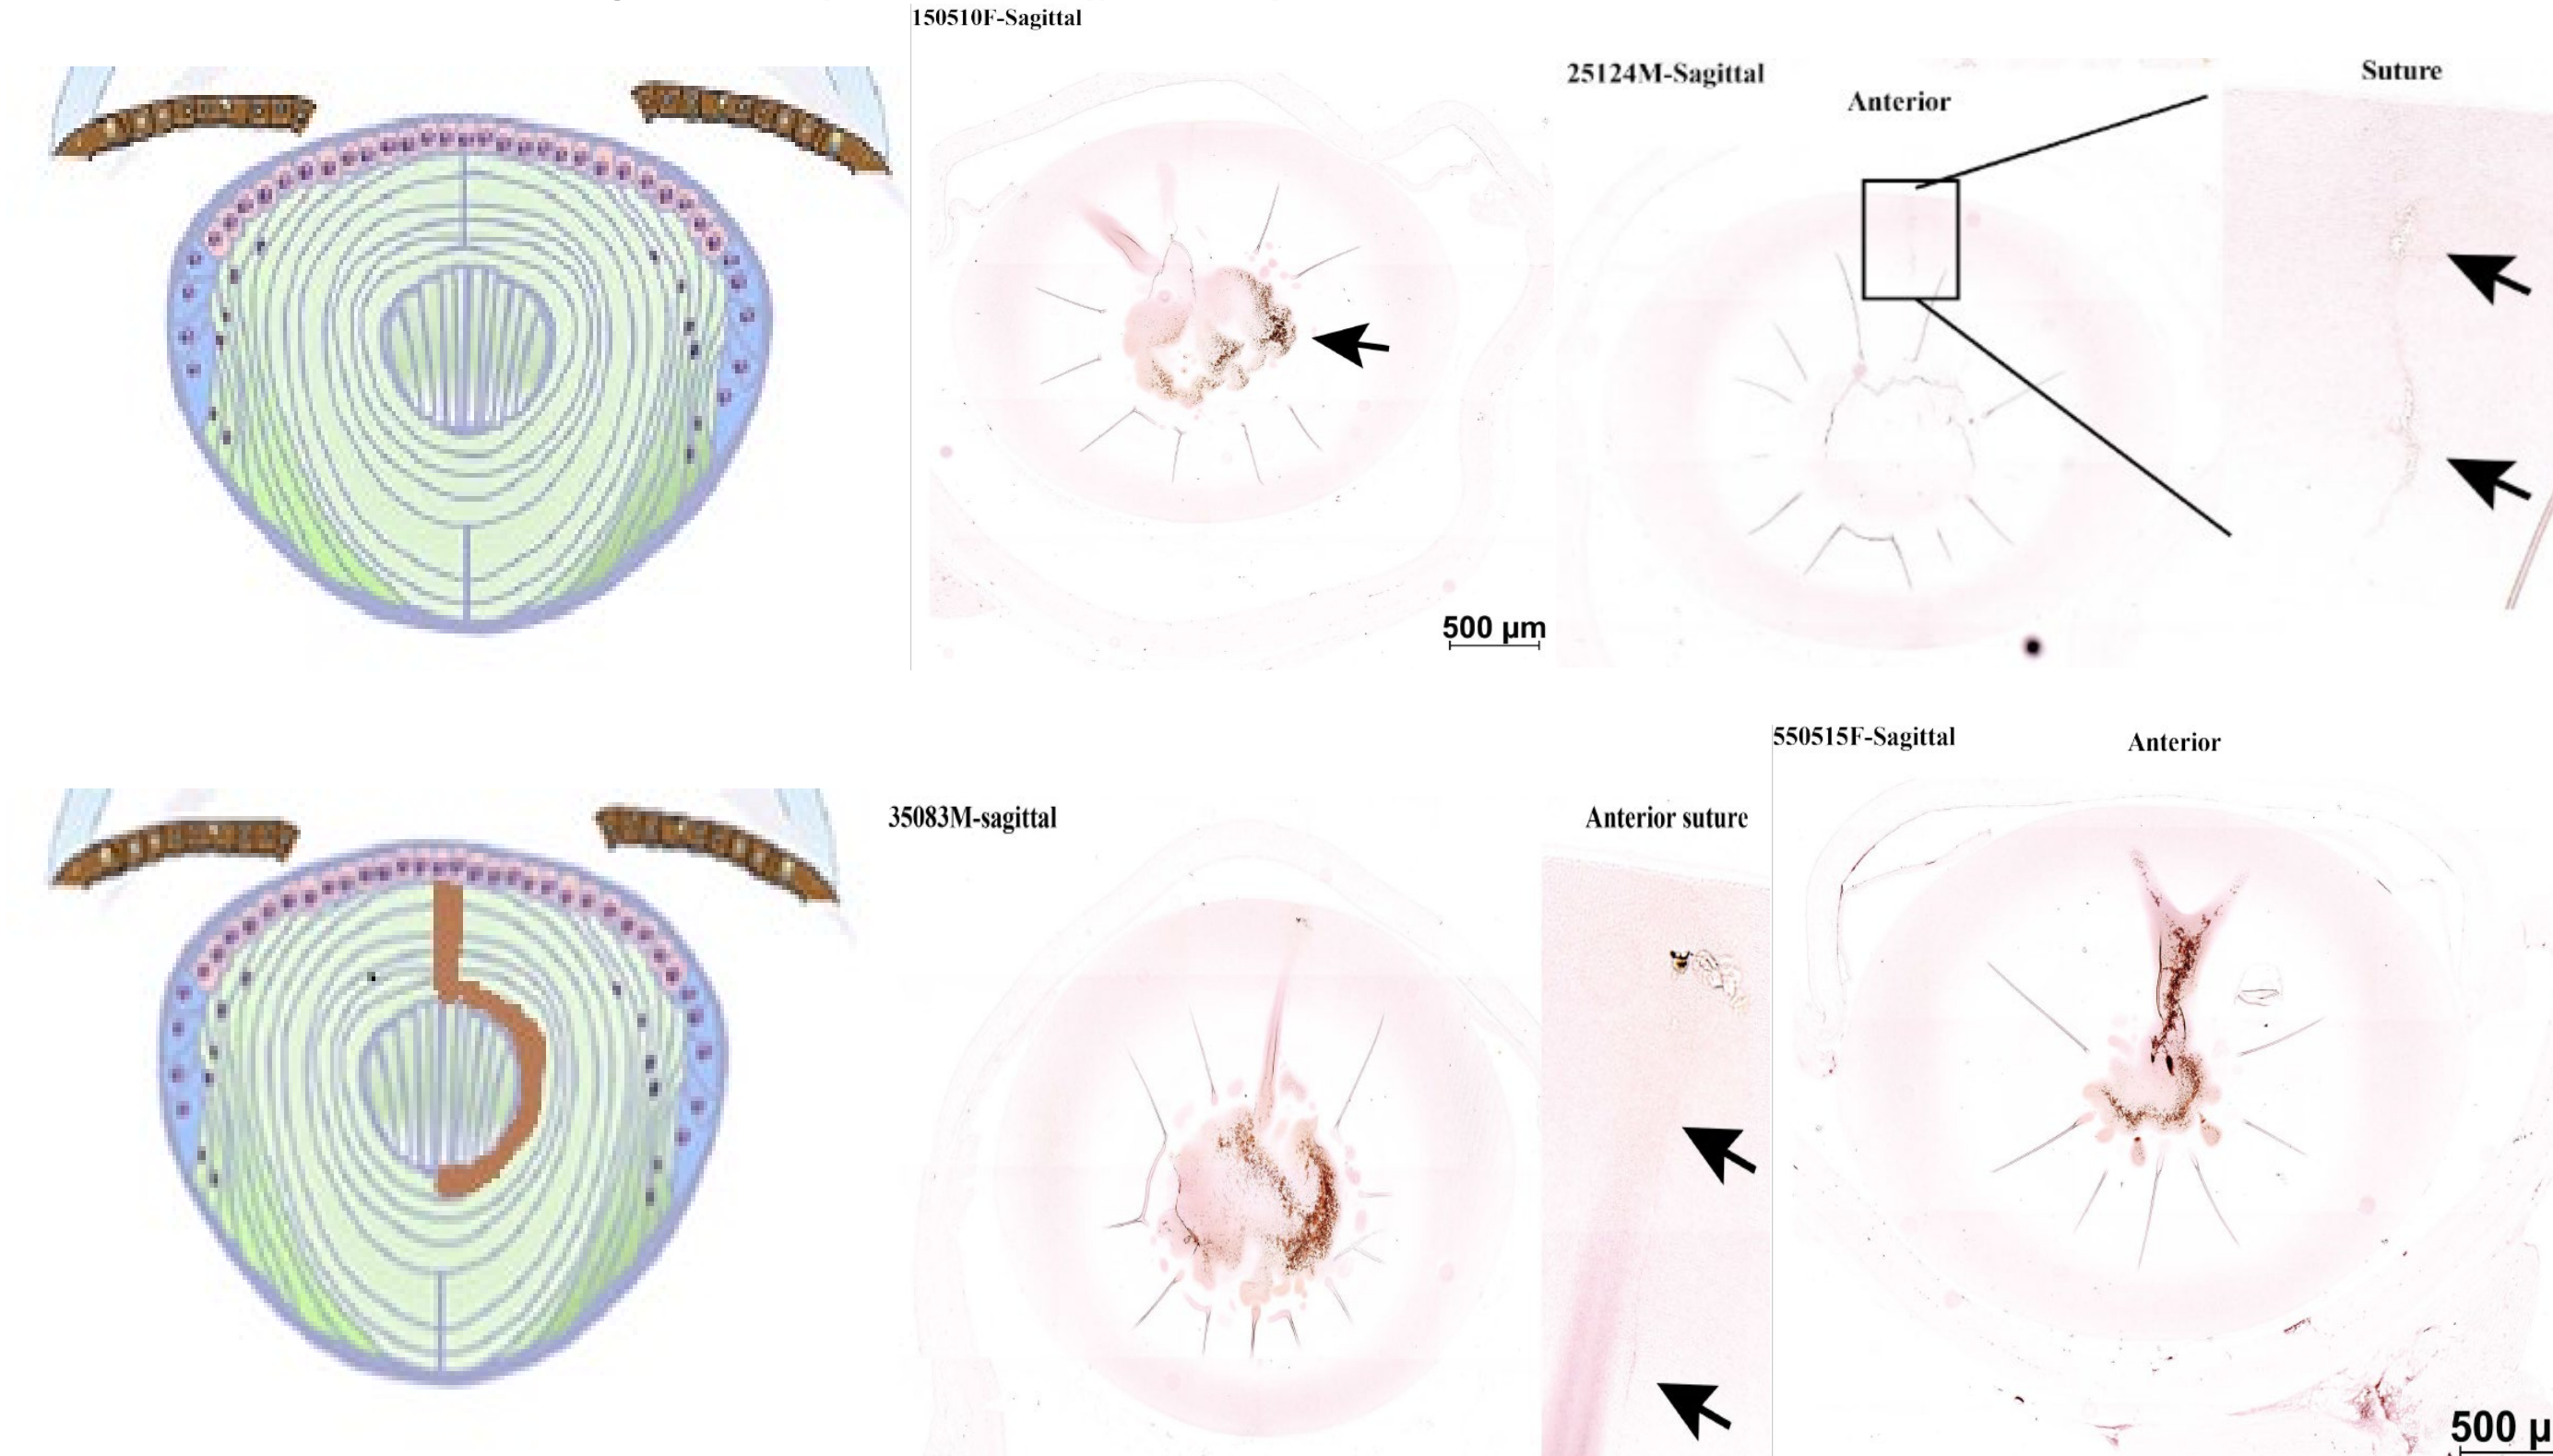 150510F-Sagittal
25124M-Sagittal
Anterior
Suture
500 µm
35083M-sagittal
Anterior suture
550515F-Sagittal
Anterior
500 µ